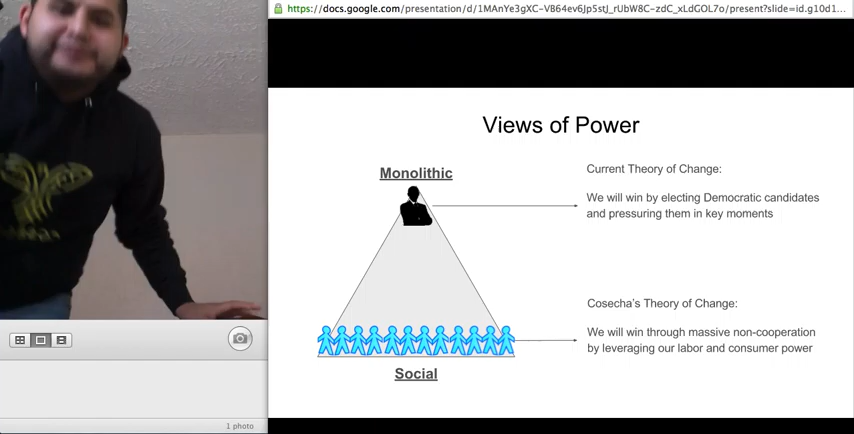 https://docs.google.com/presentation/d/1MAnYe3gXC-VB64ev6Jp5stJ_rUbW8C-zdC_xLdGOL7o/present?slide=id.g10d1...
Views of Power
Monolithic
Current Theory of Change:
We will win by electing Democratic candidates
and pressuring them in key moments
Cosecha's Theory of Change:
We will win through massive non-cooperation
by leveraging our labor and consumer power
Social
1 photo